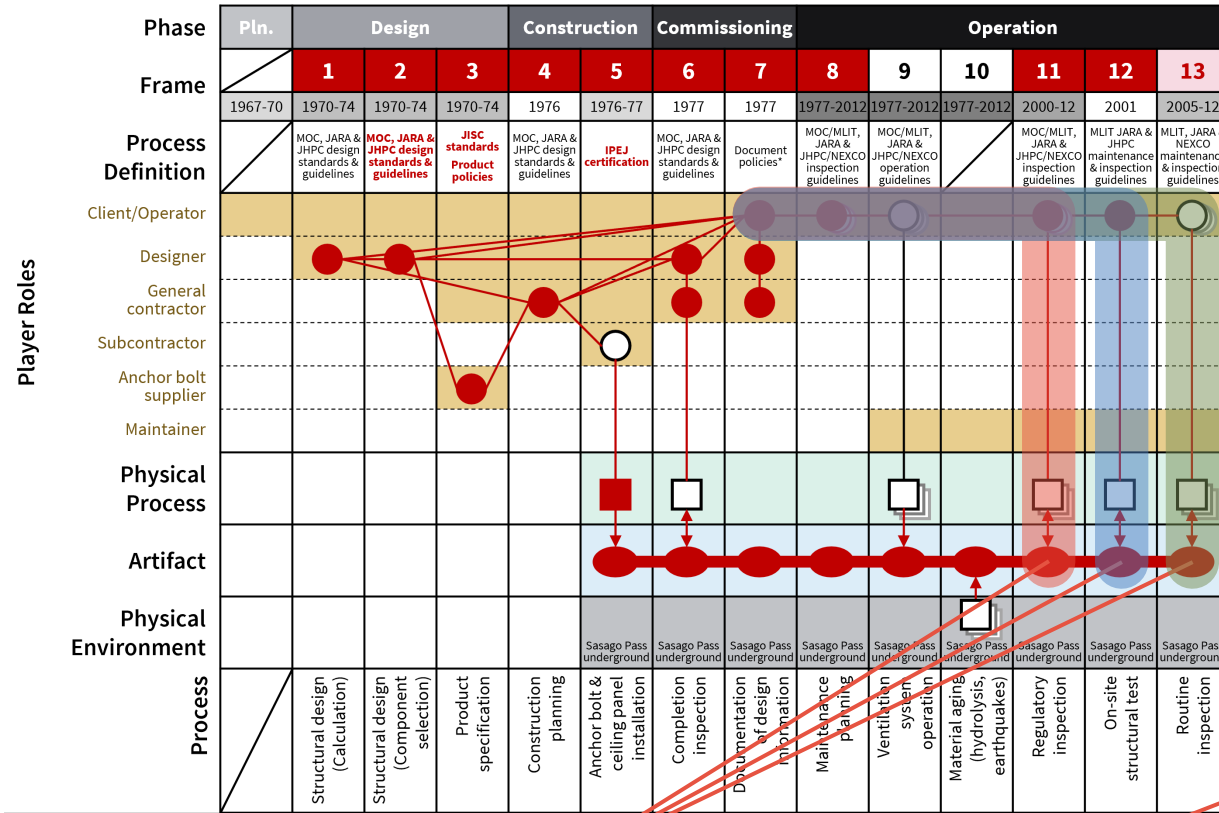 Phase
Pln.
Design
Construction
Commissioning
Operation
Frame
1
2
3
4
5
6
7
8
9
10
11
12
13
1967-70
1970-74
1970-74
1970-74
1976
1976-77
1977
1977
1977-2012
1977-2012
1977-2012
2000-12
2001
2005-12
Process
Definition
MOC, JARA &
JHPC design
standards &
guidelines
MOC, JARA &
JHPC design
standards &
guidelines
JISC
standards
Product
policies
MOC, JARA &
JHPC design
standards &
guidelines
IPEJ
certification
MOC, JARA &
JHPC design
standards &
guidelines
Document
policies*
MOC/MLIT,
JARA &
JHPC/NEXCO
inspection
guidelines
MOC/MLIT,
JARA &
JHPC/NEXCO
operation
guidelines
MOC/MLIT,
JARA &
JHPC/NEXCO
inspection
guidelines
MLIT JARA &
JHPC
maintenance
& inspection
guidelines
MLIT, JARA
NEXCO
maintenanc
& inspection
guidelines
Player Roles
Client/Operator
Designer
General
contractor
Subcontractor
Anchor bolt
supplier
Maintainer
Physical
Process
Artifact
Physical
Environment
Sasago Pass
underground
Sasago Pass
underground
Sasago Pass
underground
Sasago Pass
underground
Sasago Pass
underground
Sasago Pass
underground
Sasago Pass
underground
Sasago Pass
underground
Sasago Pass
underground
Process
Structural design
(Calculation)
Structural design
(Component
selection)
Product
specification
Construction
planning
Anchor bolt &
ceiling panel
installation
Completion
inspection
Documentation
of design
information
Maintenance
planning
Ventilation
system
operation
Material aging
(hydrolysis,
earthquakes)
Regulatory
inspection
On-site
structural test
Routine
inspection